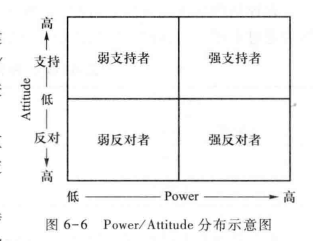 高
支持
弱支持者
强支持者
Attitude
低
反对
弱反对者
强反对者
高
低
Power
高
图 6-6 Power/Attitude 分布示意图